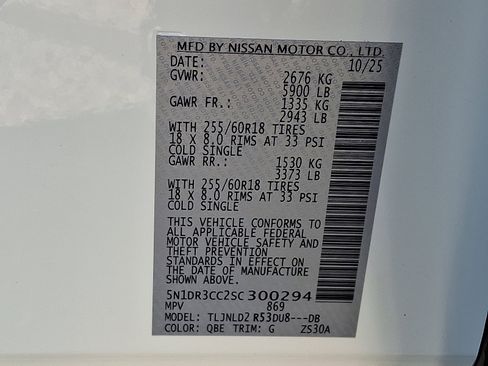 MFD BY NISSAN MOTOR CO., LTD.
DATE: 10/25
GVWR: 2676 KG
5900 LB
GAWR FR.: 1335 KG
2943 LB
WITH 255/60R18 TIRES
18 X 8.0 RIMS AT 33 PSI
COLD SINGLE
GAWR RR.: 1530 KG
3373 LB
WITH 255/60R18 TIRES
18 X 8.0 RIMS AT 33 PSI
COLD SINGLE
THIS VEHICLE CONFORMS TO
ALL APPLICABLE FEDERAL
MOTOR VEHICLE SAFETY AND
THEFT PREVENTION
STANDARDS IN EFFECT ON
THE DATE OF MANUFACTURE
SHOWN ABOVE.
5N1DR3CC2SC300294
MPV 869
MODEL: TLJNLD2 R53DU8---DB
COLOR: QBE TRIM: G ZS30A